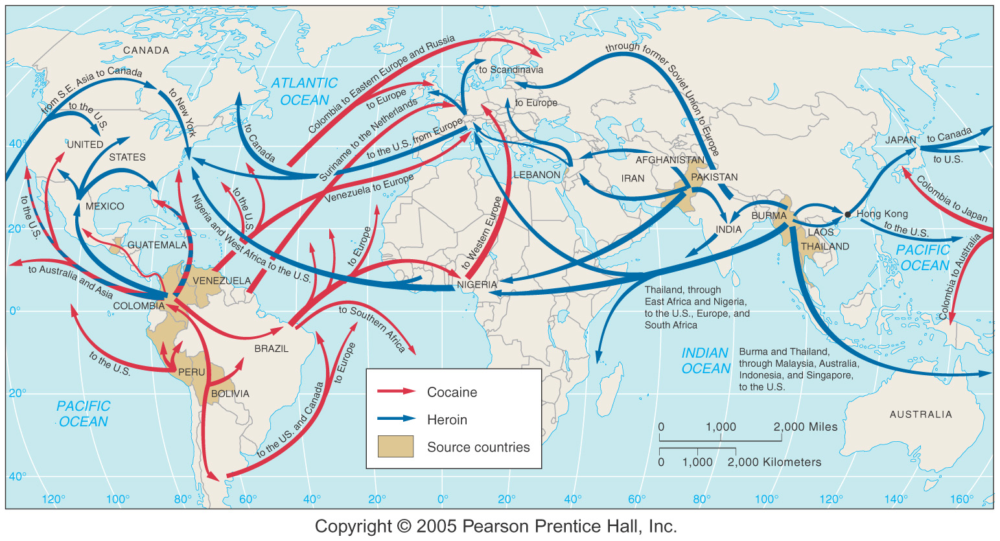 CANADA
ATLANTIC
OCEAN
from S.E. Asia to Canada
to the U.S.
to New York
to Canada
Colombia to Eastern Europe and Russia
to Europe
Suriname to the Netherlands
to the U.S. from Europe
Venezuela to Europe
to Scandinavia
to Europe
through former Soviet Union to Europe
UNITED
STATES
40°
JAPAN
to Canada
to U.S.
AFGHANISTAN
LEBANON
IRAN
PAKISTAN
MEXICO
to the U.S.
to the U.S.
Nigeria and West Africa to the U.S.
to Western Europe
Colombia to Japan
Hong Kong
to the U.S.
BURMA
INDIA
LAOS
THAILAND
20°
GUATEMALA
PACIFIC
OCEAN
Colombia to Australia
to Australia and Asia
VENEZUELA
COLOMBIA
to Europe
NIGERIA
Thailand, through
East Africa and Nigeria,
to the U.S., Europe, and
South Africa
0°
to Southern Africa
BRAZIL
to the U.S.
PERU
BOLIVIA
to Europe
to the US. and Canada
INDIAN
OCEAN
Burma and Thailand,
through Malaysia, Australia,
Indonesia, and Singapore,
to the U.S.
20°
PACIFIC
OCEAN
AUSTRALIA
Cocaine
Heroin
Source countries
0 1,000 2,000 Miles
0 1,000 2,000 Kilometers
40°
120° 100° 80° 60° 40° 20° 0° 20° 40° 60° 80° 100° 120° 140° 160°
Copyright © 2005 Pearson Prentice Hall, Inc.